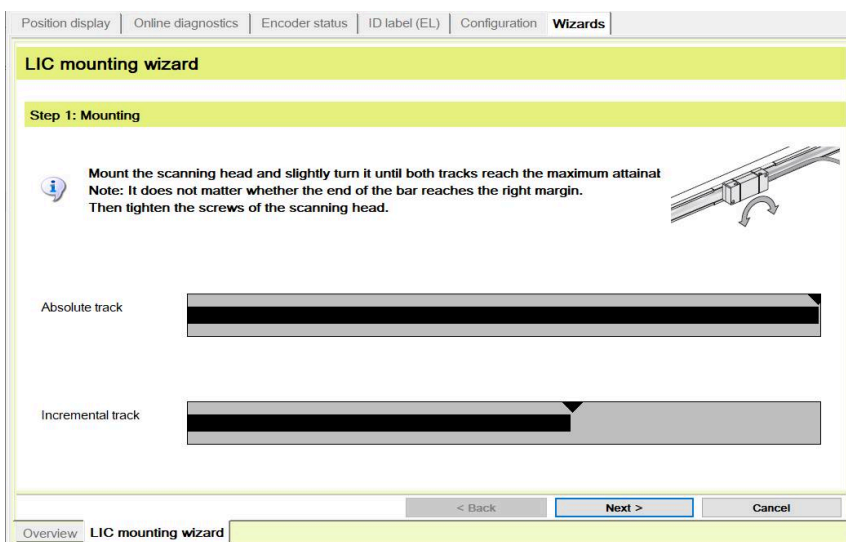 Position display Online diagnostics Encoder status ID label (EL) Configuration Wizards
LIC mounting wizard
Step 1: Mounting
Mount the scanning head and slightly turn it until both tracks reach the maximum
Note: It does not matter whether the end of the bar reaches the right margin.
Then tighten the screws of the scanning head.
Absolute track
Incremental track
< Back Next > Cancel
Overview LIC mounting wizard